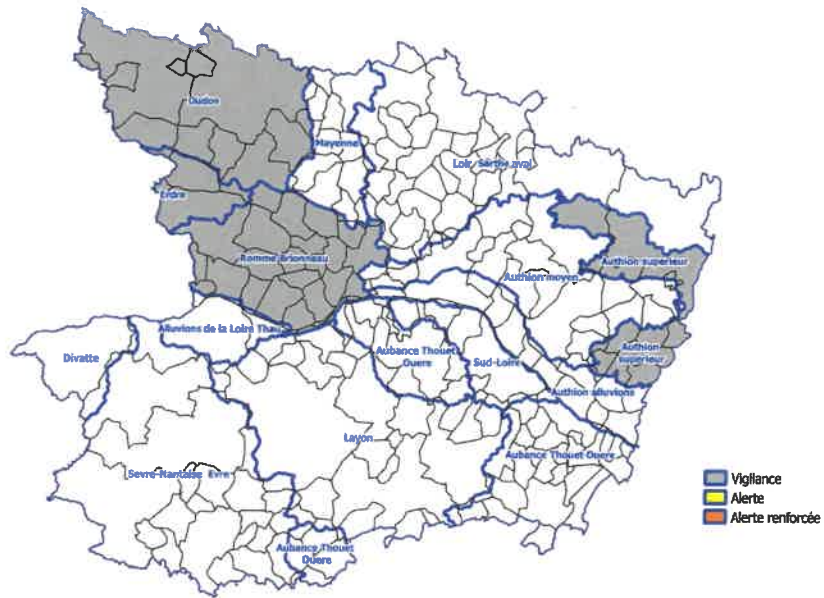 Oudon
Mayenne
Loir Sarthe aval
Erdre
Romme Brionneau
Authion supérieur
Authion moyen
Alluvions de la Loire Thau
Divatte
Aubance Thouet
Ouere
Sud-Loire
Authion
supérieur
Authion alluvions
Layon
Aubance Thouet Ouere
Sevre-Nantaise
Evre
Aubance Thouet
Ouere
Vigilance
Alerte
Alerte renforcée